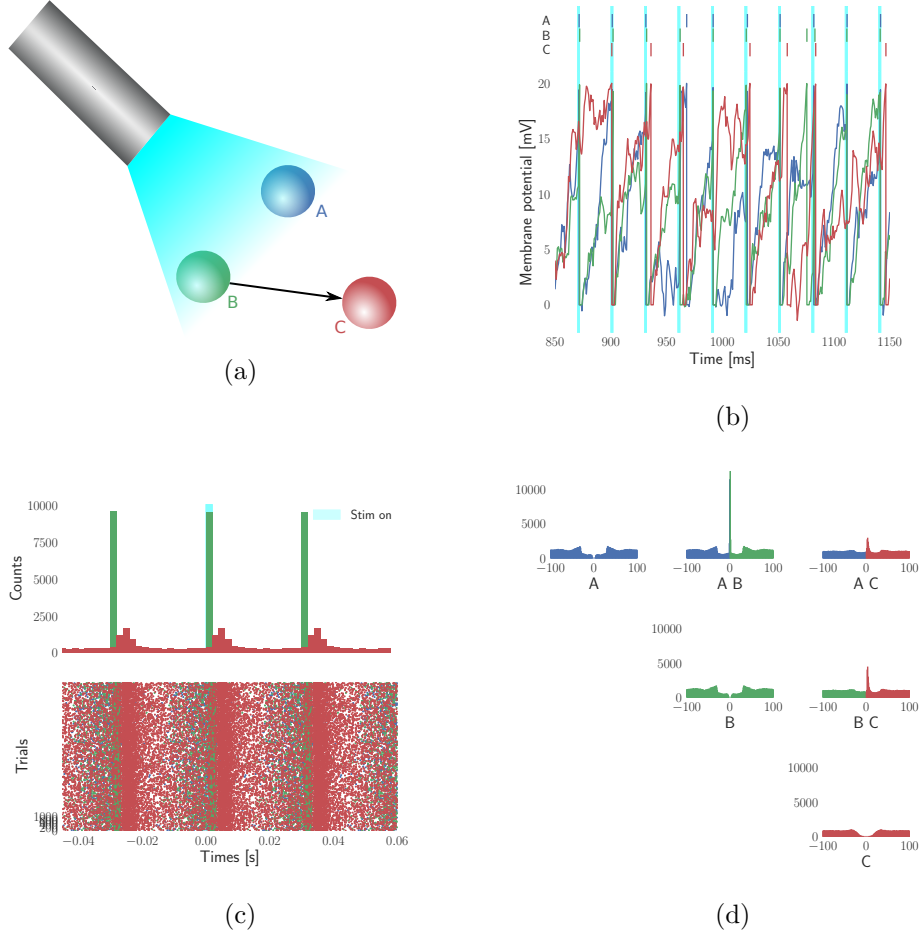 A
B
C
(a)
A
B
C
20
15
10
5
0
Membrane potential [mV]
850 900 950 1000 1050 1100 1150
Time [ms]
(b)
10000
7500
5000
2500
0
Counts
Stim on
Trials
1000
200
0
−0.04 −0.02 0.00 0.02 0.04 0.06
Times [s]
(c)
10000
5000
0
−100 0 100
A
−100 0 100
A B
−100 0 100
A C
10000
5000
0
−100 0 100
B
−100 0 100
B C
10000
5000
0
−100 0 100
C
(d)